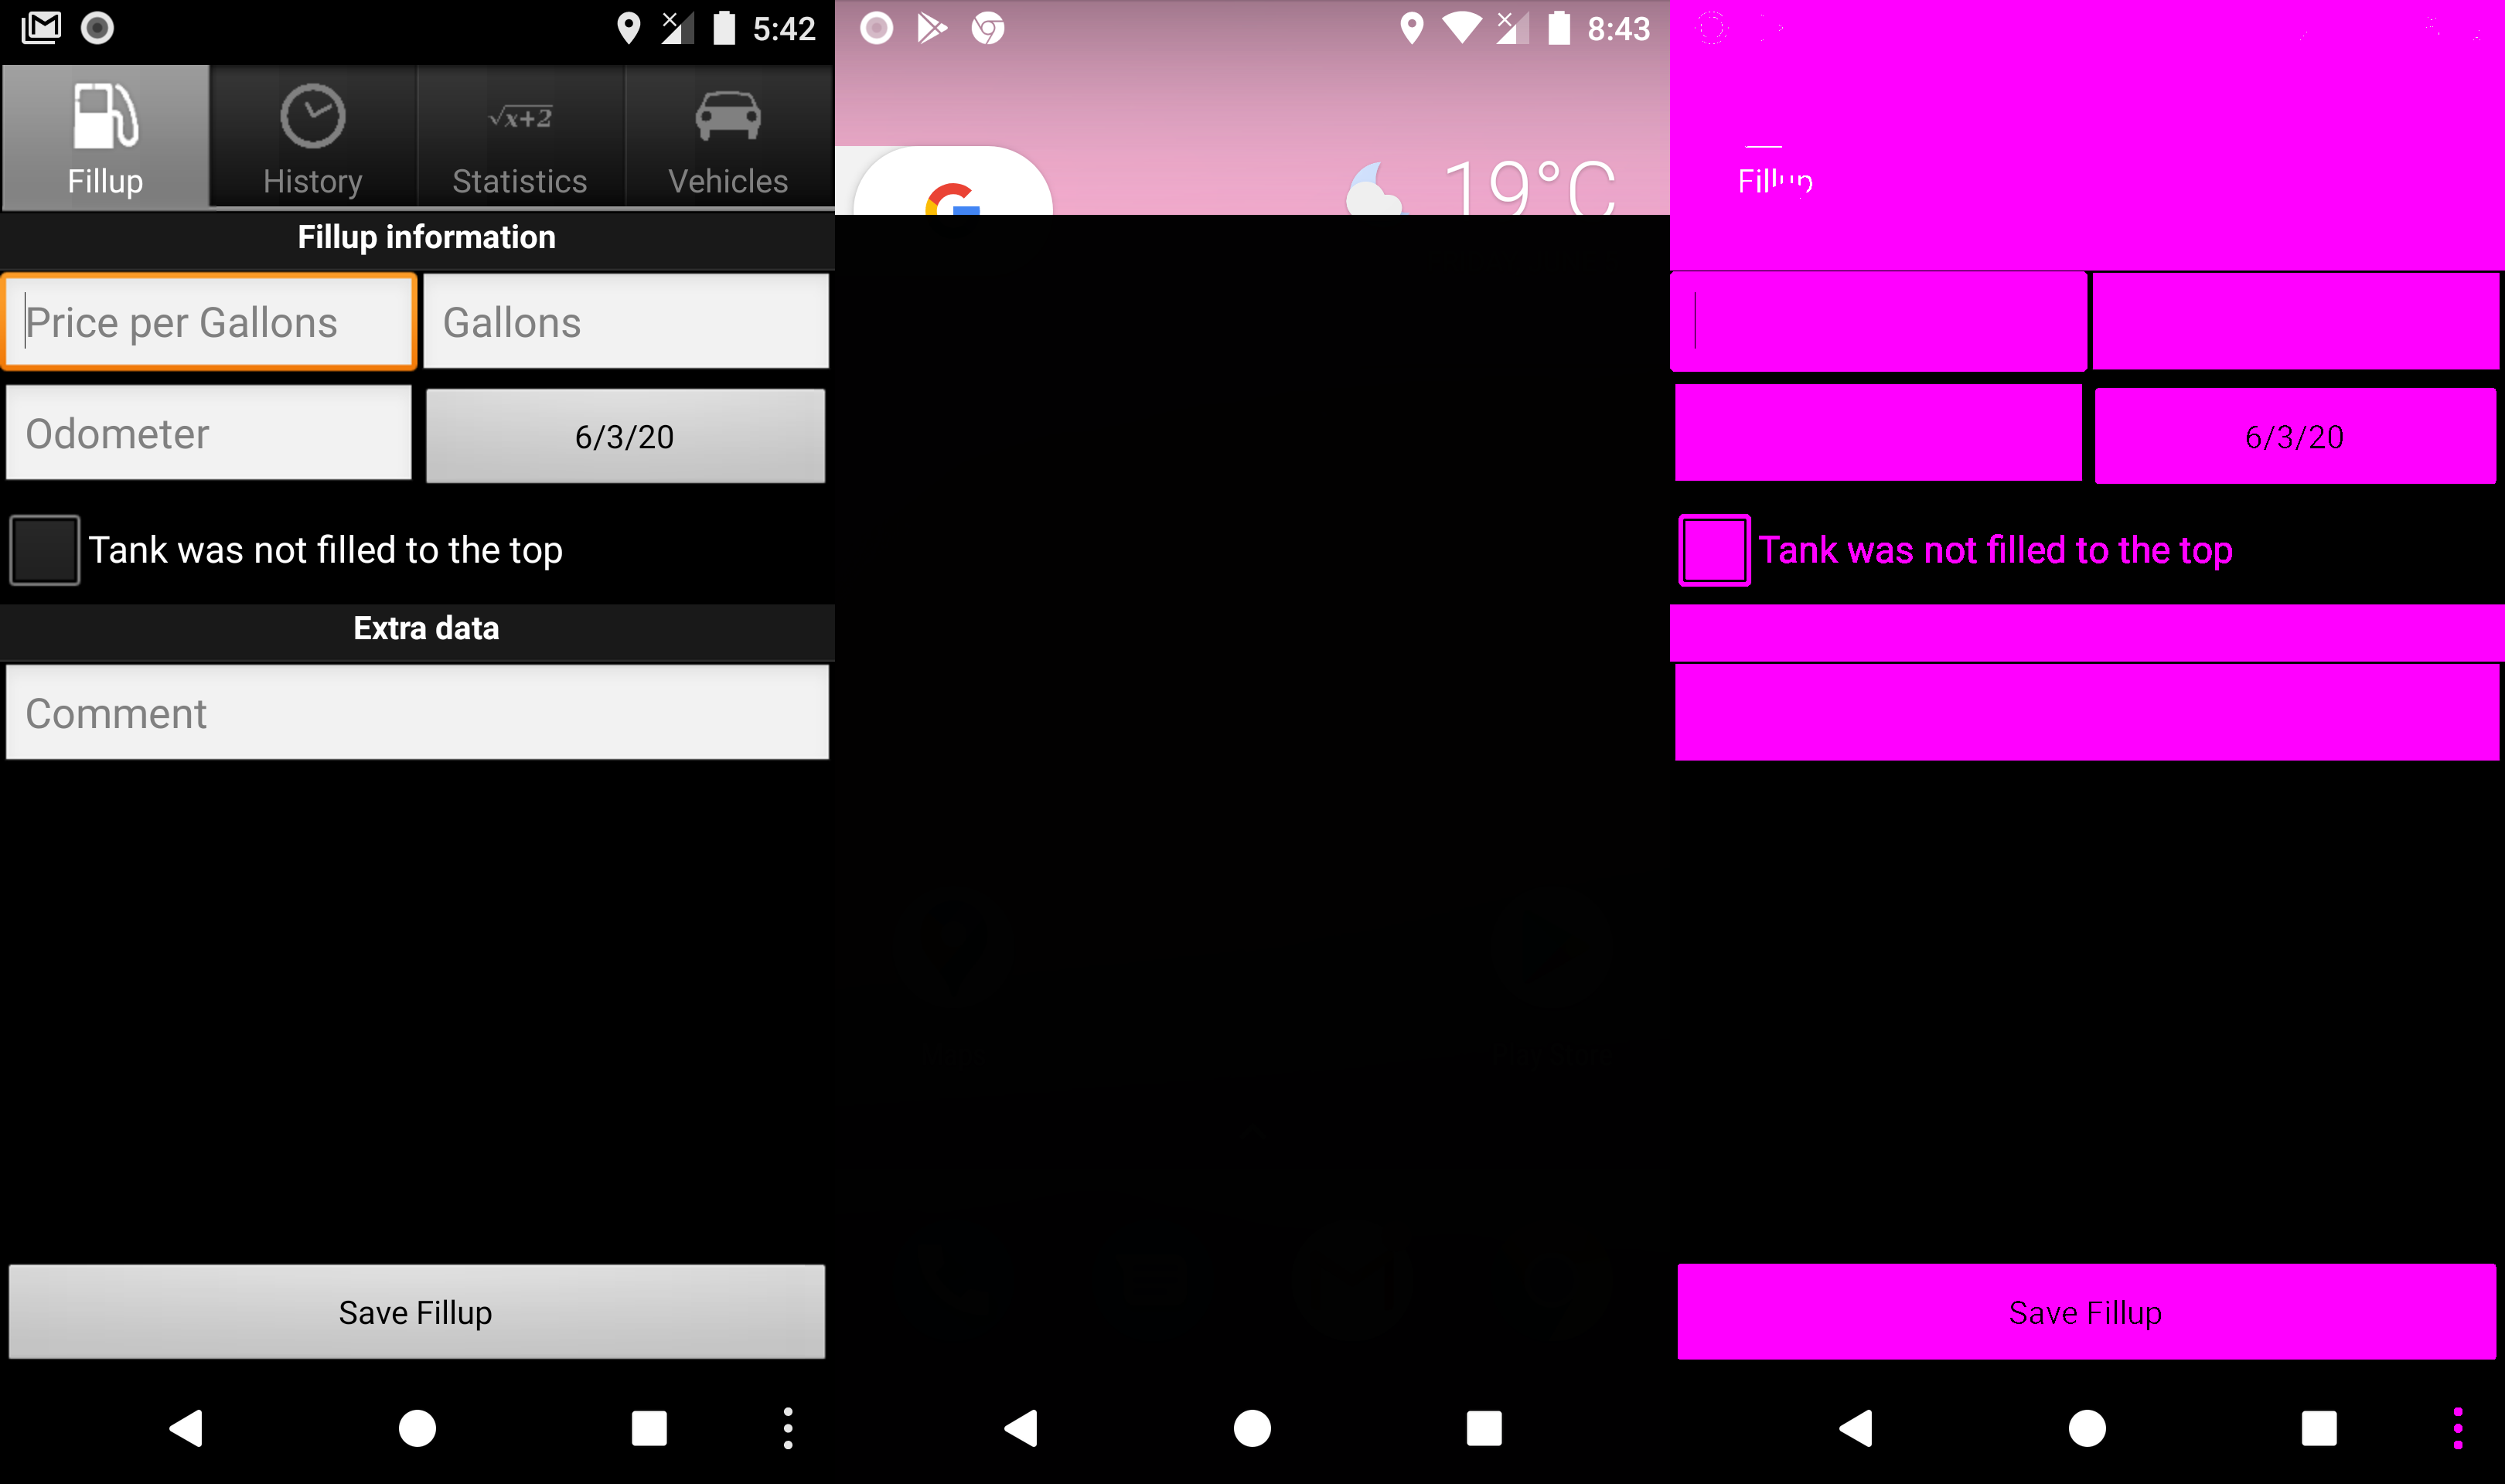 5:42
Fillup
History
√x+2
Statistics
Vehicles
Fillup information
Price per Gallons
Gallons
Odometer
6/3/20
Tank was not filled to the top
Extra data
Comment
Save Fillup
8:43
19°C
Fillup
6/3/20
Tank was not filled to the top
Save Fillup